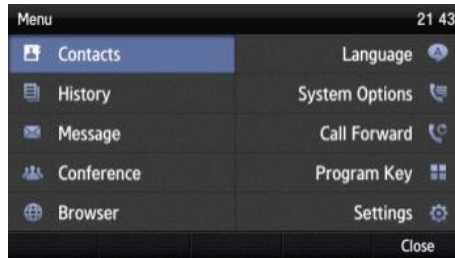 Menu 21 43
Contacts Language
History System Options
Message Call Forward
Conference Program Key
Browser Settings
Close